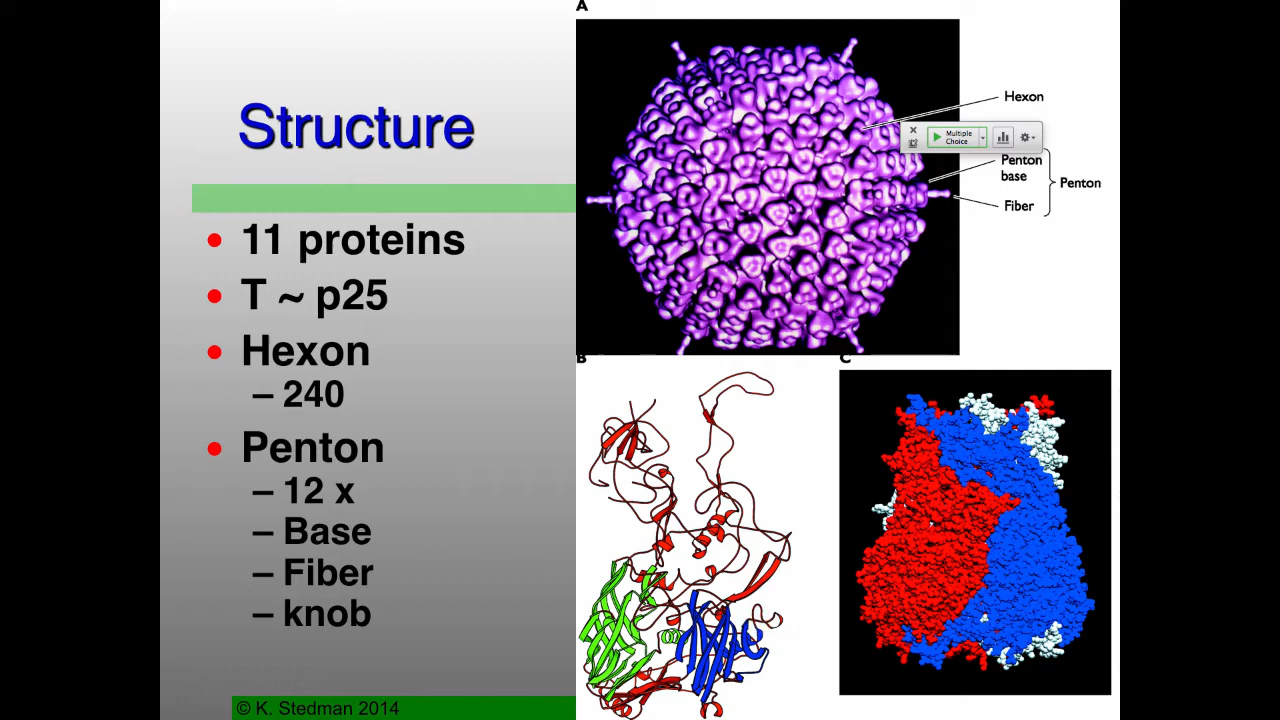 Structure
11 proteins
T ~ p25
Hexon
– 240
Penton
– 12 x
– Base
– Fiber
– knob
© K. Stedman 2014
A
Hexon
Multiple
Choice
Penton
base
Penton
Fiber
B
C